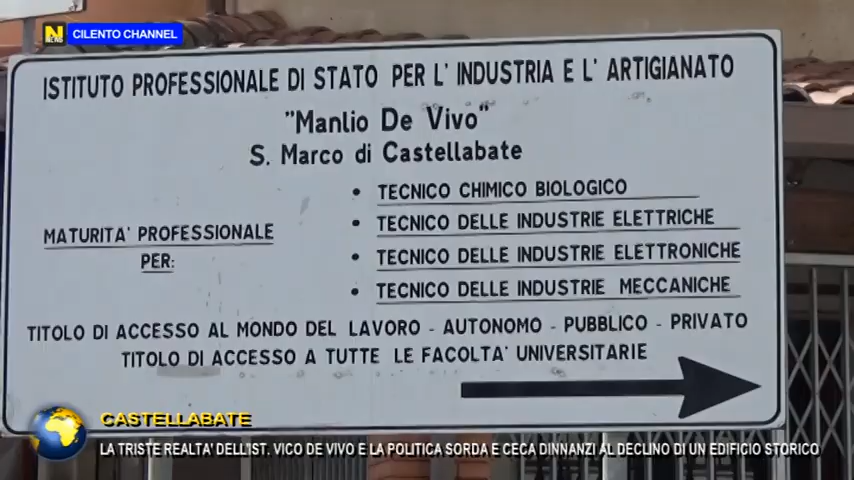 N NEWS CILENTO CHANNEL
ISTITUTO PROFESSIONALE DI STATO PER L' INDUSTRIA E L' ARTIGIANATO
"Manlio De Vivo"
S. Marco di Castellabate
MATURITA' PROFESSIONALE
PER:
• TECNICO CHIMICO BIOLOGICO
• TECNICO DELLE INDUSTRIE ELETTRICHE
• TECNICO DELLE INDUSTRIE ELETTRONICHE
• TECNICO DELLE INDUSTRIE MECCANICHE
TITOLO DI ACCESSO AL MONDO DEL LAVORO - AUTONOMO - PUBBLICO - PRIVATO
TITOLO DI ACCESSO A TUTTE LE FACOLTA' UNIVERSITARIE
CASTELLABATE
LA TRISTE REALTA' DELL'IST. VICO DE VIVO E LA POLITICA SORDA E CECA DINNANZI AL DECLINO DI UN EDIFICIO STORICO